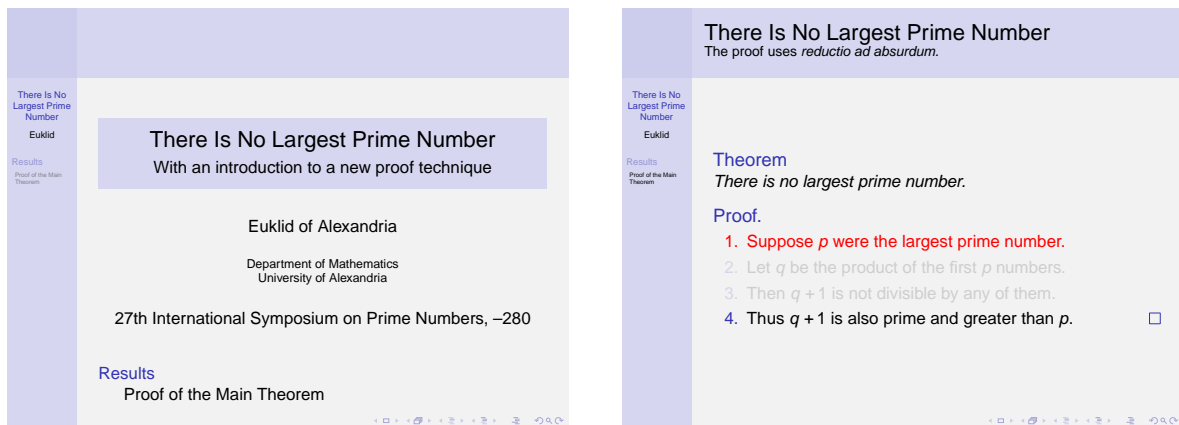 There Is No
Largest Prime
Number
Euklid
Results
Proof of the Main
Theorem
There Is No Largest Prime Number
With an introduction to a new proof technique
Euklid of Alexandria
Department of Mathematics
University of Alexandria
27th International Symposium on Prime Numbers, –280
Results
Proof of the Main Theorem
There Is No Largest Prime Number
The proof uses reductio ad absurdum.
There Is No
Largest Prime
Number
Euklid
Results
Proof of the Main
Theorem
Theorem
There is no largest prime number.
Proof.
1. Suppose p were the largest prime number.
2. Let q be the product of the first p numbers.
3. Then q + 1 is not divisible by any of them.
4. Thus q + 1 is also prime and greater than p.